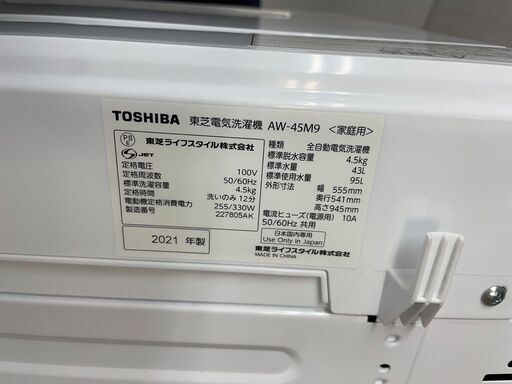 TOSHIBA 東芝電気洗濯機 AW-45M9 <家庭用>
PS
E
JET
東芝ライフスタイル株式会社
定格電圧 100V
定格周波数 50/60Hz
標準洗濯容量 4.5kg
定格時間 洗いのみ 12分
電動機定格消費電力 255/330W
製造番号 227805AK
2021 年製
種類 全自動電気洗濯機
標準脱水容量 4.5kg
標準水量 43L
標準使用水量 95L
外形寸法 幅 555mm
奥行541mm
高さ945mm
電流ヒューズ(電源用) 10A
50/60Hz 共用
日本国内専用
Use Only in Japan
東芝ライフスタイル株式会社
MADE IN CHINA